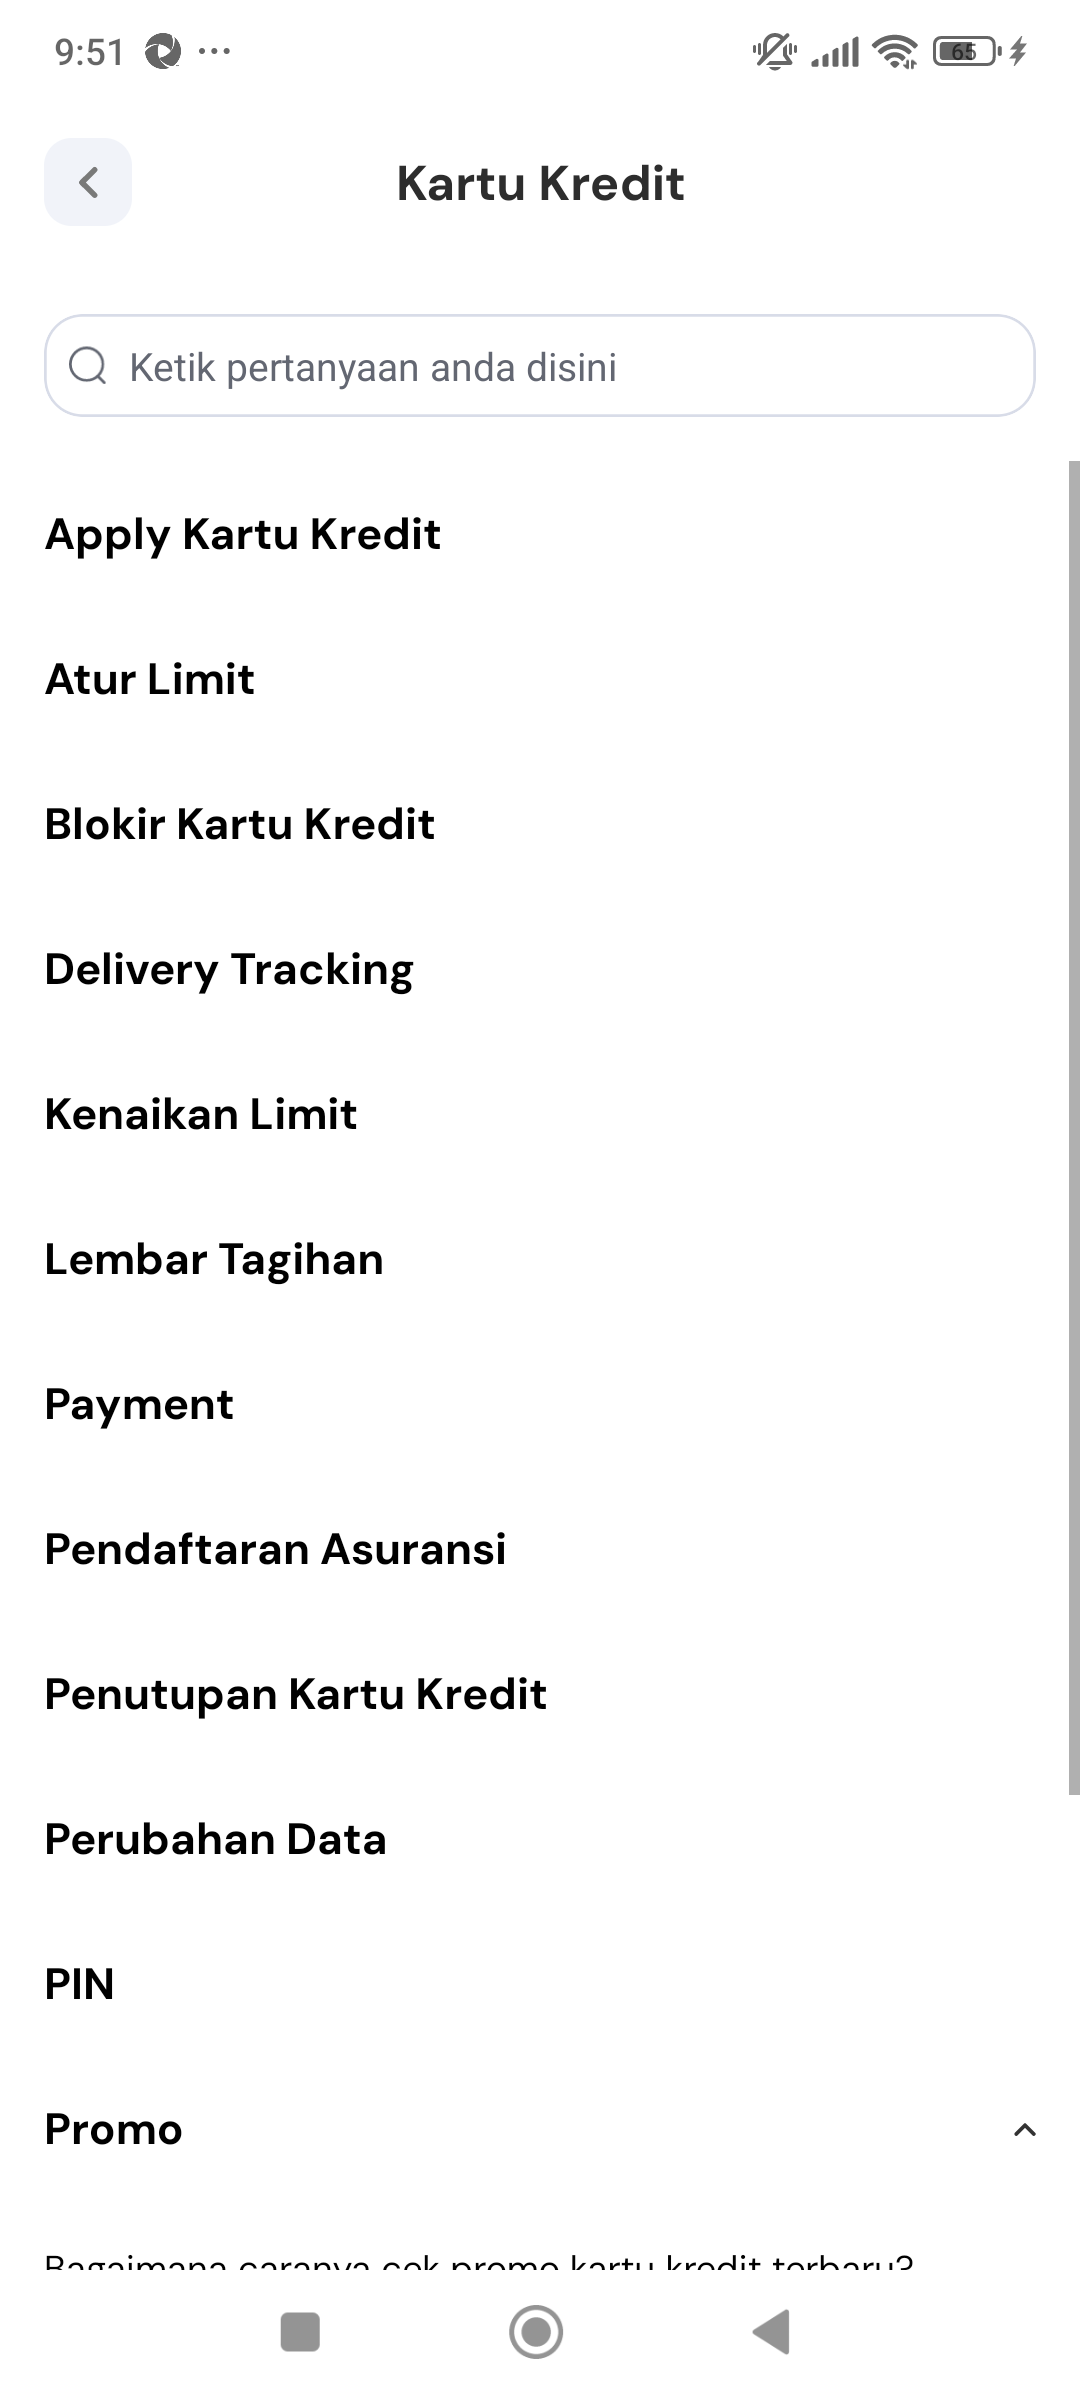 9:51
65
Kartu Kredit
Ketik pertanyaan anda disini
Apply Kartu Kredit
Atur Limit
Blokir Kartu Kredit
Delivery Tracking
Kenaikan Limit
Lembar Tagihan
Payment
Pendaftaran Asuransi
Penutupan Kartu Kredit
Perubahan Data
PIN
Promo
Bagaimana caranya cek promo kartu kredit terbaru?